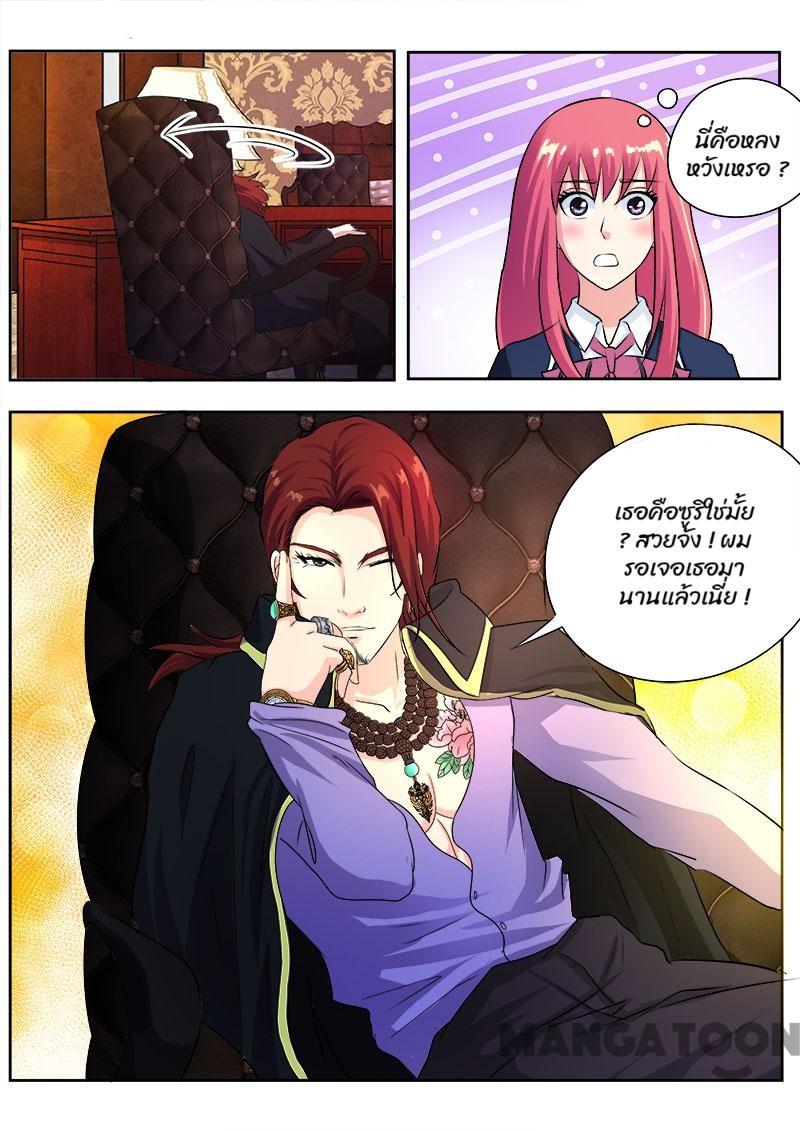 นี่คือหลง
หวังเหรอ ?
เธอคือซูรีใช่มั้ย
? สวยจัง ! ผม
รอเจอเธอมา
นานแล้วเนี่ย !
MANGATOON